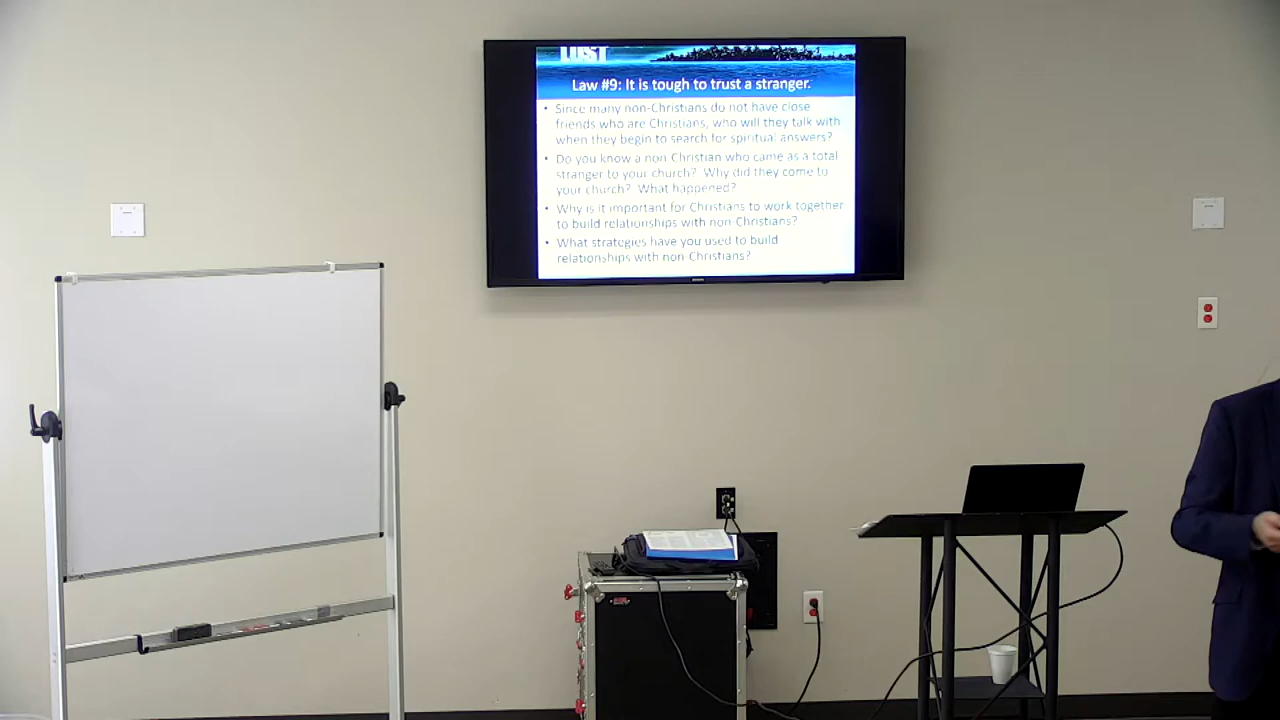 LUST
Law #9: It is tough to trust a stranger.
• Since many non-Christians do not have close
friends who are Christians, who will they talk with
when they begin to search for spiritual answers?
• Do you know a non Christian who came as a total
stranger to your church? Why did they come to
your church? What happened?
• Why is it important for Christians to work together
to build relationships with non-Christians?
• What strategies have you used to build
relationships with non Christians?